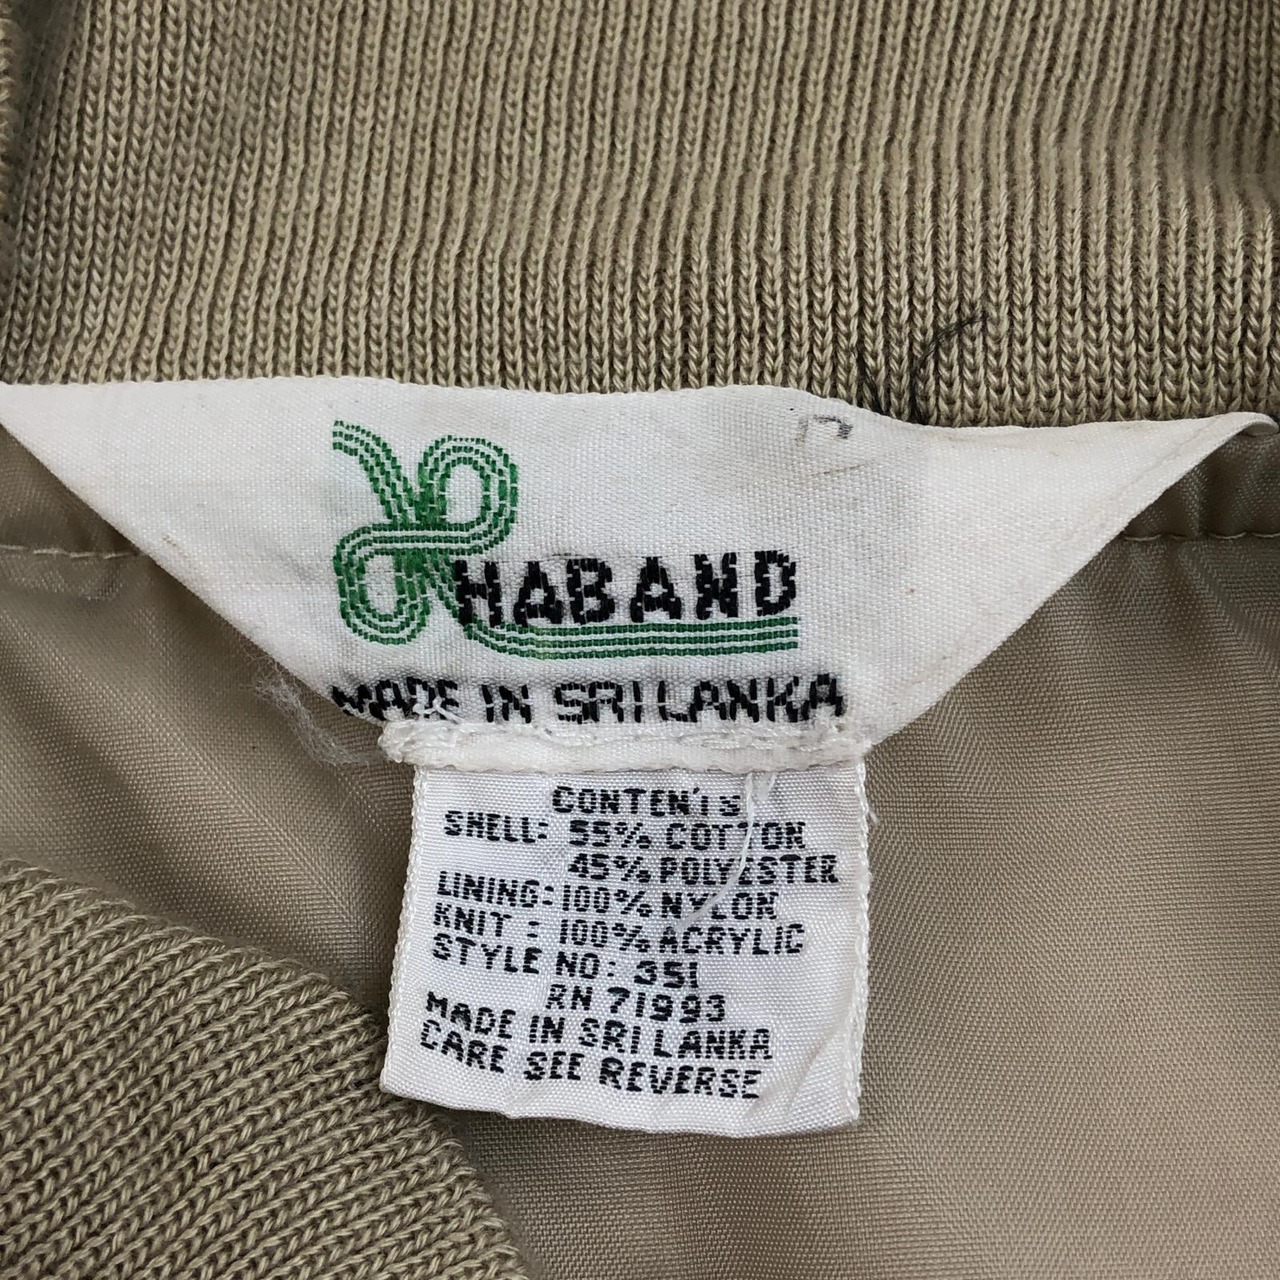 HABAND
MADE IN SRI LANKA
CONTENTS
SHELL: 55% COTTON
45% POLYESTER
LINING: 100% NYLON
KNIT : 100% ACRYLIC
STYLE NO: 351
RN 71993
MADE IN SRI LANKA
CARE SEE REVERSE